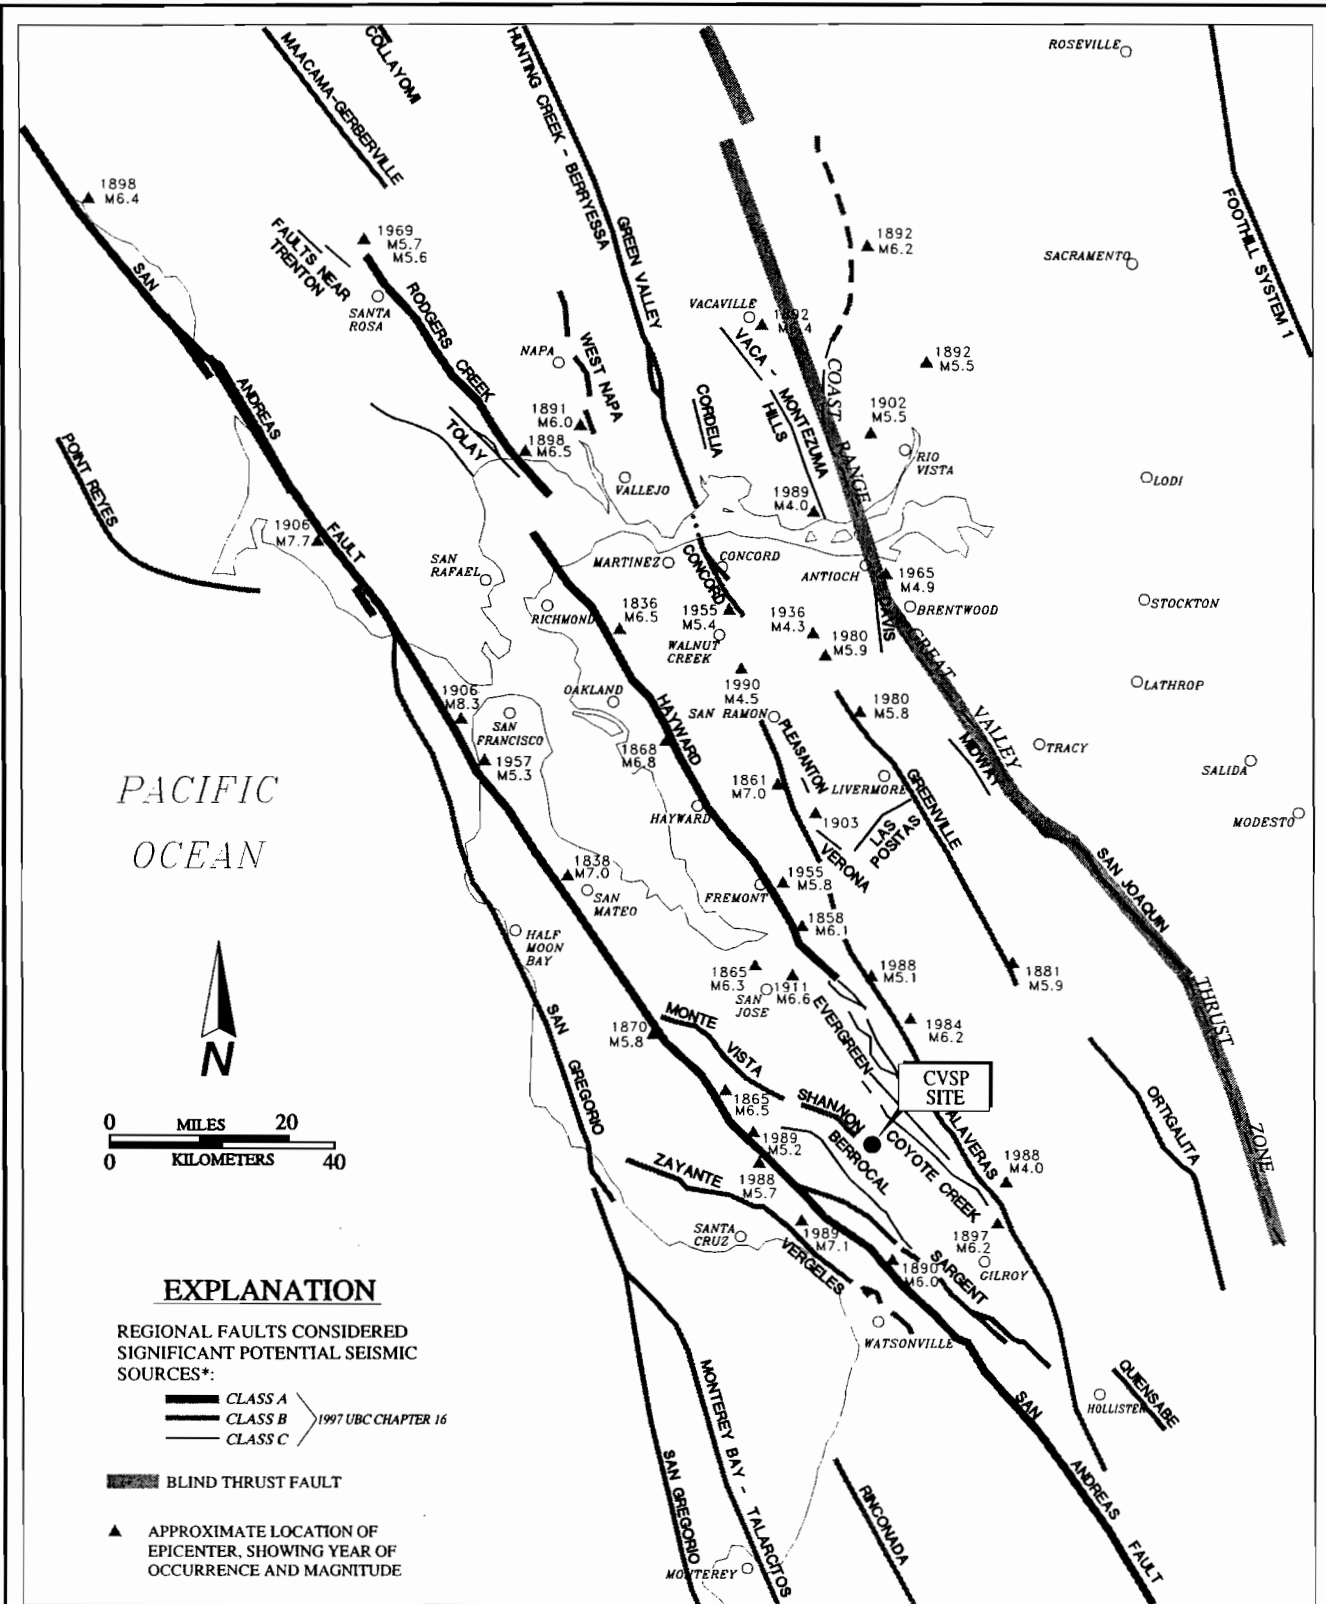 ROSEVILLE
COLLAYOMI
MAACAMA-GERBERVILLE
HUNTING CREEK - BERRYESSA
GREEN VALLEY
FOOTHILL SYSTEM 1
1898
M6.4
1969
M5.7
M5.6
FAULTS NEAR
TRENTON
SANTA
ROSA
RODGERS
CREEK
SAN
ANDREAS
FAULT
1892
M6.2
SACRAMENTO
VACAVILLE
1892
M6.4
VACA - MONTEZUMA
HILLS
1892
M5.5
NAPA
WEST NAPA
COAST RANGE
CORDELIA
1902
M5.5
1891
M6.0
1898
M6.5
TOLAY
RIO
VISTA
VALLEJO
LODI
POINT REYES
1989
M4.0
1906
M7.7
SAN
RAFAEL
MARTINEZ
CONCORD
CONCORD
ANTIOCH
1965
M4.9
DAVIS
BRENTWOOD
STOCKTON
RICHMOND
1836
M6.5
1955
M5.4
1936
M4.3
WALNUT
CREEK
1980
M5.9
GREAT
VALLEY
LATHROP
1990
M4.5
OAKLAND
SAN RAMON
1980
M5.8
1906
M8.3
SAN
FRANCISCO
HAYWARD
PLEASANTON
MIDWAY
TRACY
1868
M6.8
1957
M5.3
SALIDA
1861
M7.0
LIVERMORE
GREENVILLE
PACIFIC
OCEAN
HAYWARD
1903
LAS
POSITAS
MODESTO
VERONA
SAN JOAQUIN
1838
M7.0
SAN
MATEO
FREMONT
1955
M5.8
1858
M6.1
HALF
MOON
BAY
1865
M6.3
SAN
JOSE
1911
M6.6
1988
M5.1
1881
M5.9
THRUST
ZONE
EVERGREEN
1984
M6.2
SAN
GREGORIO
1870
M5.8
MONTE
VISTA
N
CVSP
SITE
ORTIGALITA
1865
M6.5
SHANNON
BERROCAL
ALAVERAS
COYOTE CREEK
0 MILES 20
0 KILOMETERS 40
1989
M5.2
1988
M5.7
ZAYANTE
1988
M4.0
SANTA
CRUZ
VERGELES
1989
M7.1
1897
M6.2
GILROY
1890
M6.0
SARGENT
WATSONVILLE
EXPLANATION
REGIONAL FAULTS CONSIDERED
SIGNIFICANT POTENTIAL SEISMIC
SOURCES*:
CLASS A
CLASS B
CLASS C
1997 UBC CHAPTER 16
BLIND THRUST FAULT
APPROXIMATE LOCATION OF
EPICENTER, SHOWING YEAR OF
OCCURRENCE AND MAGNITUDE
QUIENSABE
HOLLISTER
SAN
ANDREAS
FAULT
MONTEREY BAY - TALARCITOS
SAN GREGORIO
RINCONADA
MONTEREY